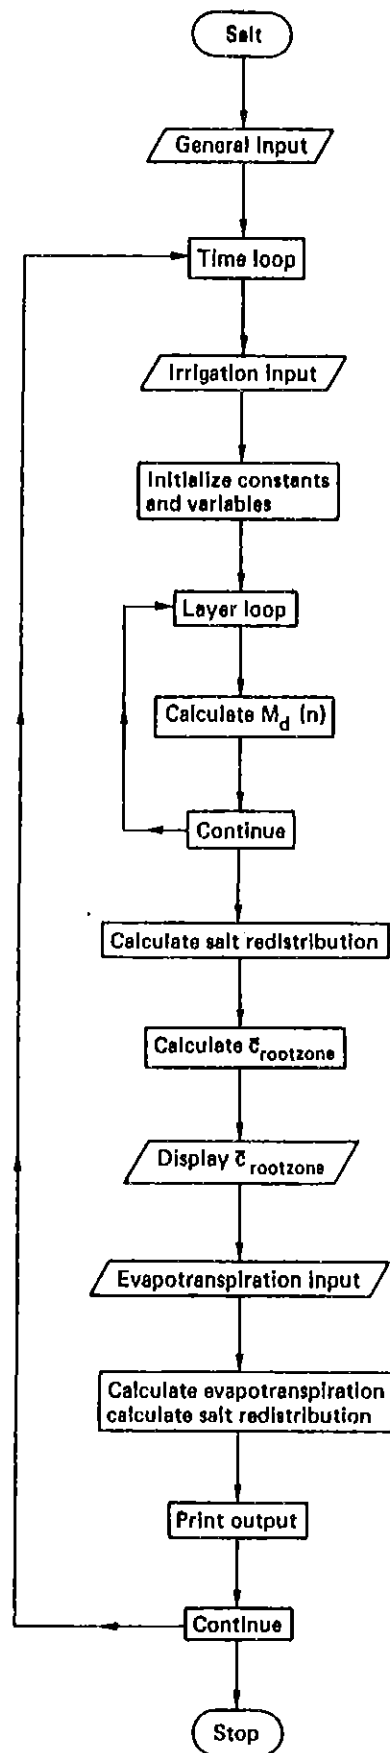 Salt
General Input
Time loop
Irrigation Input
Initialize constants
and variables
Layer loop
Calculate M_d (n)
Continue
Calculate salt redistribution
Calculate c̄_rootzone
Display c̄_rootzone
Evapotranspiration input
Calculate evapotranspiration
calculate salt redistribution
Print output
Continue
Stop